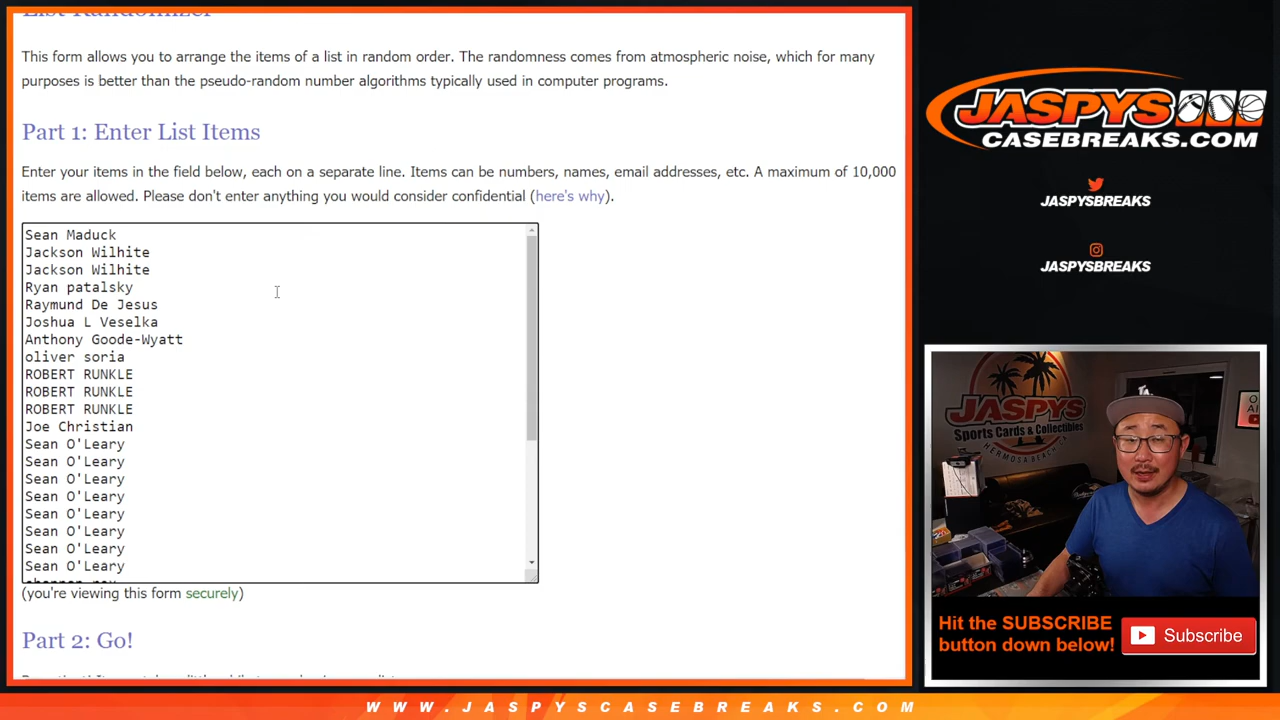 List Randomizer
This form allows you to arrange the items of a list in random order. The randomness comes from atmospheric noise, which for many
purposes is better than the pseudo-random number algorithms typically used in computer programs.
Part 1: Enter List Items
Enter your items in the field below, each on a separate line. Items can be numbers, names, email addresses, etc. A maximum of 10,000
items are allowed. Please don't enter anything you would consider confidential (here's why).
Sean Maduck
Jackson Wilhite
Jackson Wilhite
Ryan patalsky
Raymund De Jesus
Joshua L Veselka
Anthony Goode-Wyatt
oliver soria
ROBERT RUNKLE
ROBERT RUNKLE
ROBERT RUNKLE
Joe Christian
Sean O'Leary
Sean O'Leary
Sean O'Leary
Sean O'Leary
Sean O'Leary
Sean O'Leary
Sean O'Leary
Sean O'Leary
(you're viewing this form securely)
Part 2: Go!
JASPYS
CASEBREAKS.COM
JASPYSBREAKS
JASPYSBREAKS
JASPYS
Sports Cards & Collectibles
HERMOSA BEACH, CA
Hit the SUBSCRIBE
button down below!
Subscribe
WWW.JASPYSCASEBREAKS.COM